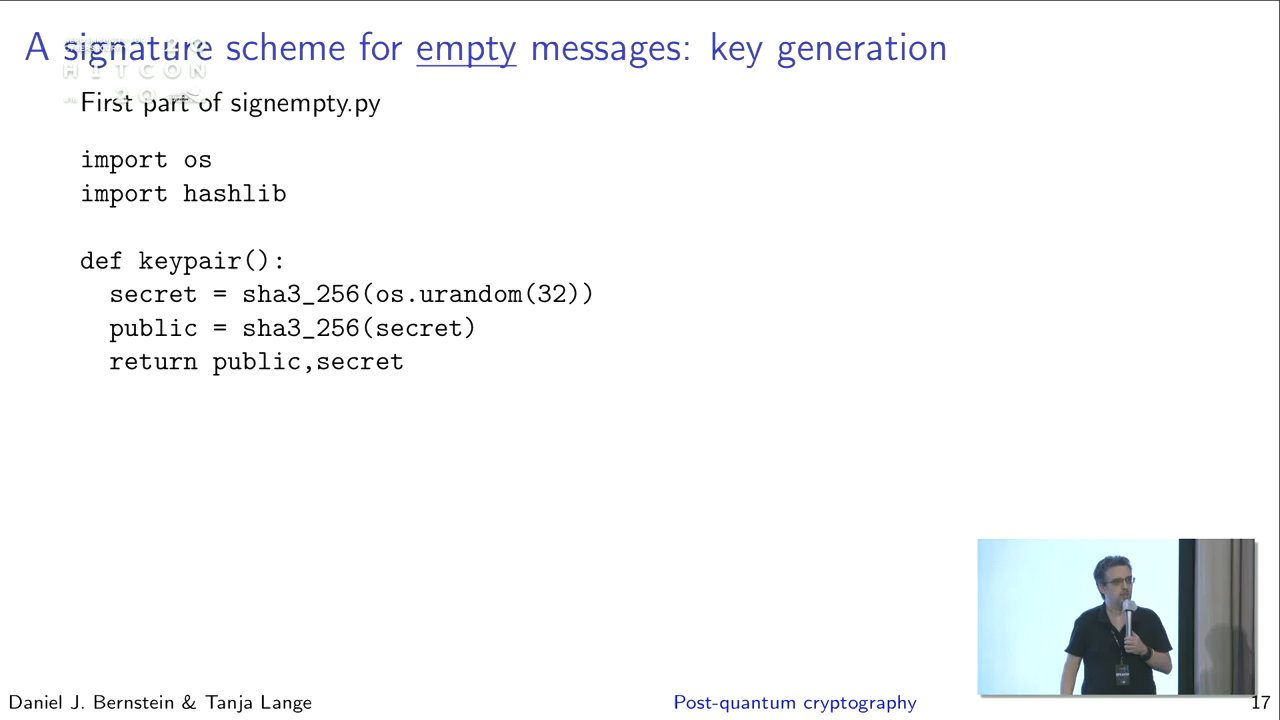 A signature scheme for empty messages: key generation
HITCON
First part of signempty.py
import os
import hashlib
def keypair():
  secret = sha3_256(os.urandom(32))
  public = sha3_256(secret)
  return public,secret
Daniel J. Bernstein & Tanja Lange
Post-quantum cryptography
17